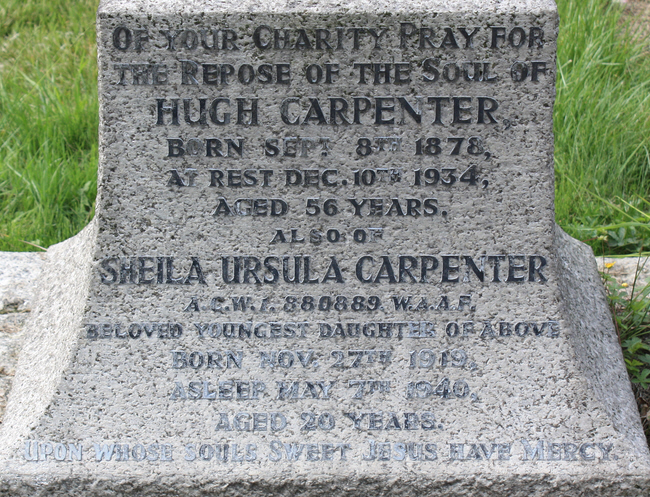 OF YOUR CHARITY PRAY FOR
THE REPOSE OF THE SOUL OF
HUGH CARPENTER,
BORN SEPT. 8TH 1878,
AT REST DEC. 10TH 1934,
AGED 56 YEARS.
ALSO OF
SHEILA URSULA CARPENTER
A.C.W.1. 880889. W.A.A.F.
BELOVED YOUNGEST DAUGHTER OF ABOVE
BORN NOV. 27TH 1919.
ASLEEP MAY 7TH 1940.
AGED 20 YEARS.
UPON WHOSE SOULS SWEET JESUS HAVE MERCY